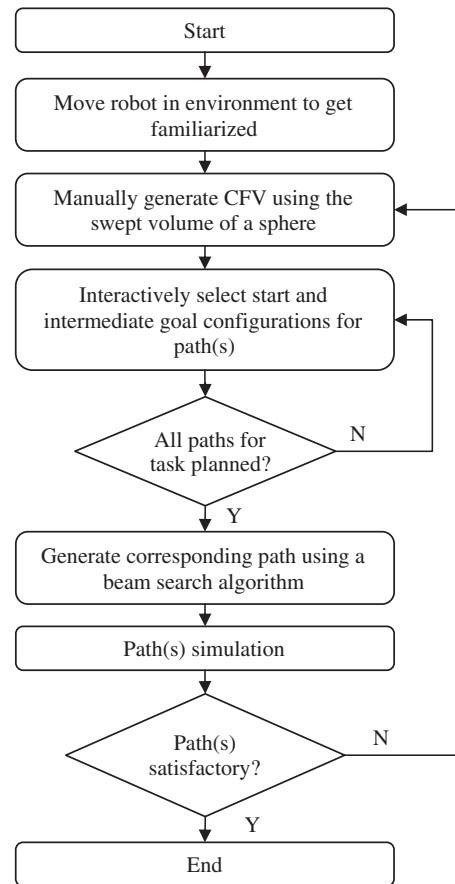 Start
Move robot in environment to get
familiarized
Manually generate CFV using the
swept volume of a sphere
Interactively select start and
intermediate goal configurations for
path(s)
All paths for
task planned?
N
Y
Generate corresponding path using a
beam search algorithm
Path(s) simulation
Path(s)
satisfactory?
N
Y
End